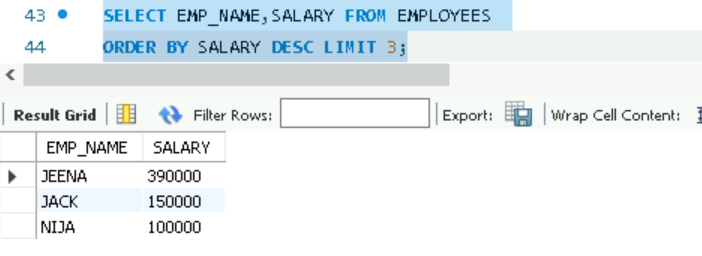 43 SELECT EMP_NAME,SALARY FROM EMPLOYEES
44 ORDER BY SALARY DESC LIMIT 3;
Result Grid Filter Rows: Export: Wrap Cell Content:
EMP_NAME SALARY
JEENA 390000
JACK 150000
NIJA 100000